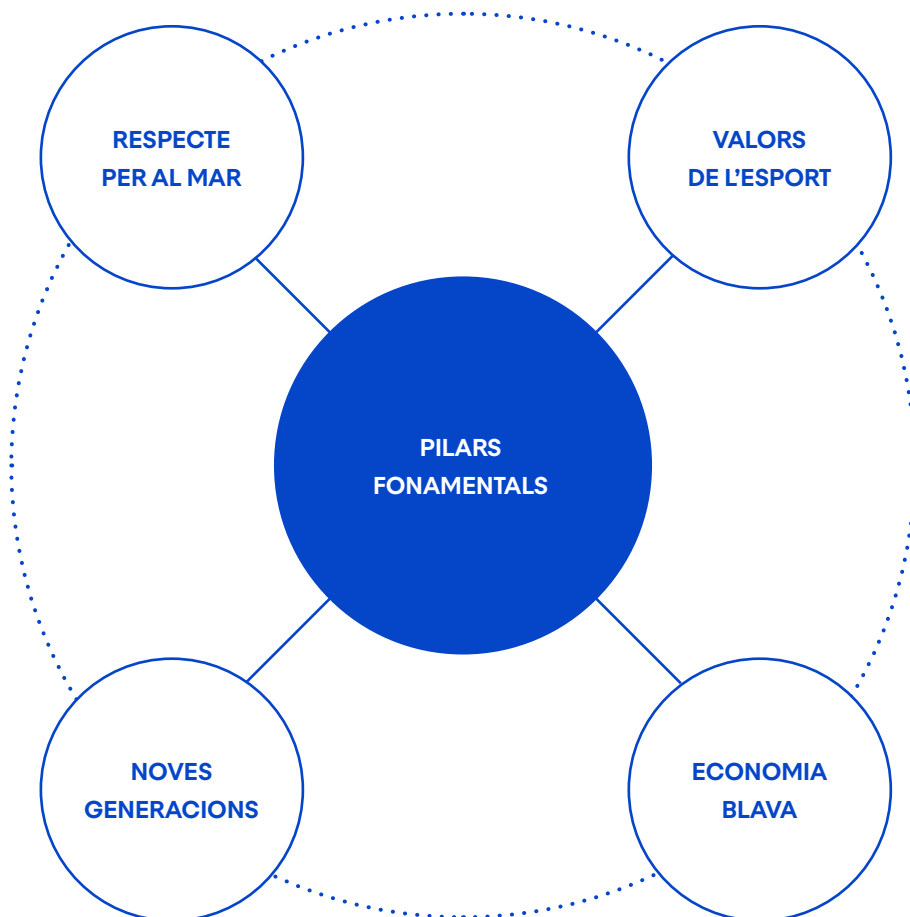 RESPECTE
PER AL MAR
VALORS
DE L’ESPORT
PILARS
FONAMENTALS
NOVES
GENERACIONS
ECONOMIA
BLAVA